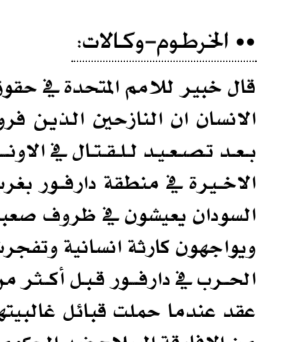 •• الخرطوم-وكالات:
قال خبير للامم المتحدة في حقوق
الانسان ان النازحين الذين فروا
بعد تصعيد للقتال في الاونـ
الاخيرة في منطقة دارفور بغرب
السودان يعيشون في ظروف صعبـ
ويواجهون كارثة انسانية وتفجرت
الحرب في دارفور قبل أكثر من
عقد عندما حملت قبائل غالبيتها